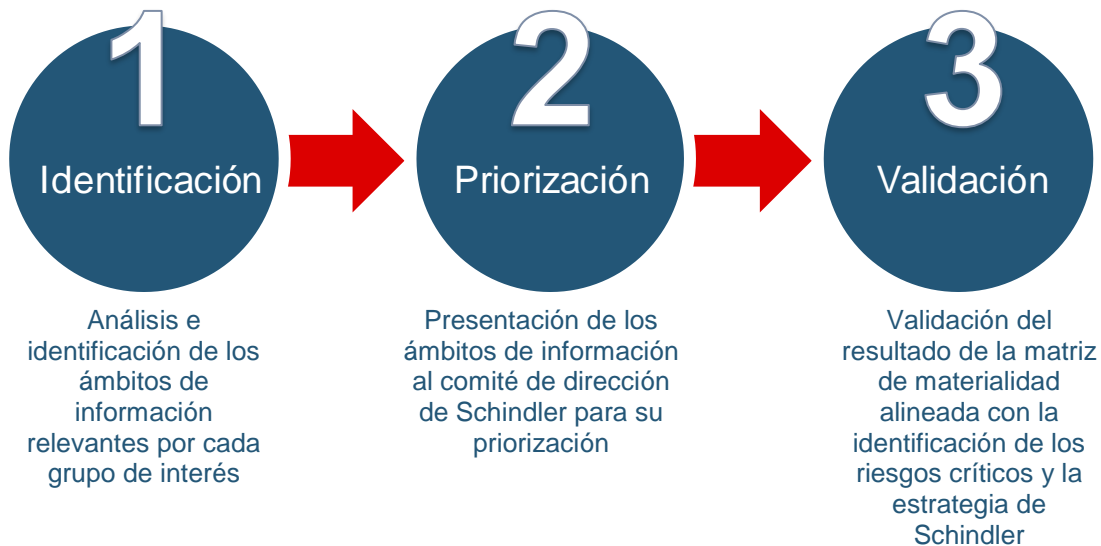 1
Identificación
Análisis e
identificación de los
ámbitos de
información
relevantes por cada
grupo de interés
2
Priorización
Presentación de los
ámbitos de información
al comité de dirección
de Schindler para su
priorización
3
Validación
Validación del
resultado de la matriz
de materialidad
alineada con la
identificación de los
riesgos críticos y la
estrategia de
Schindler